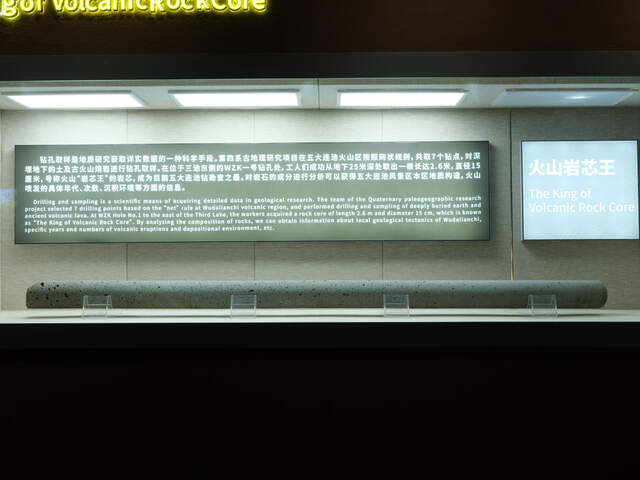 g of Volcanic Rock Core
钻孔取样是地质研究获取详实数据的一种科学手段。第四系古地理研究项目在五大连池火山区按照网状规则，共取7个钻点，对深
埋地下的土及古火山熔岩进行钻孔取样。在位于三池东侧的WZK一号钻孔处，工人们成功从地下25米深处取出一根长达2.6米，直径15
厘米，号称火山“岩芯王”的岩芯，成为目前五大连池钻勘查之最。对岩石的成分进行分析可以获得五大连池风景区本区地质构造，火山
喷发的具体年代、次数、沉积环境等方面的信息。
Drilling and sampling is a scientific means of acquiring detailed data in geological research. The team of the Quaternary paleogeographic research
project selected 7 drilling points based on the "net" rule at Wudalianchi volcanic region, and performed drilling and sampling of deeply buried earth and
ancient volcanic lava. At WZK Hole No.1 to the east of the Third Lake, the workers acquired a rock core of length 2.6 m and diameter 15 cm, which is known
as "The King of Volcanic Rock Core". By analysing the composition of rocks, we can obtain information about local geological tectonics of Wudalianchi,
specific years and numbers of volcanic eruptions and depositional environment, etc.
火山岩芯王
The King of
Volcanic Rock Core